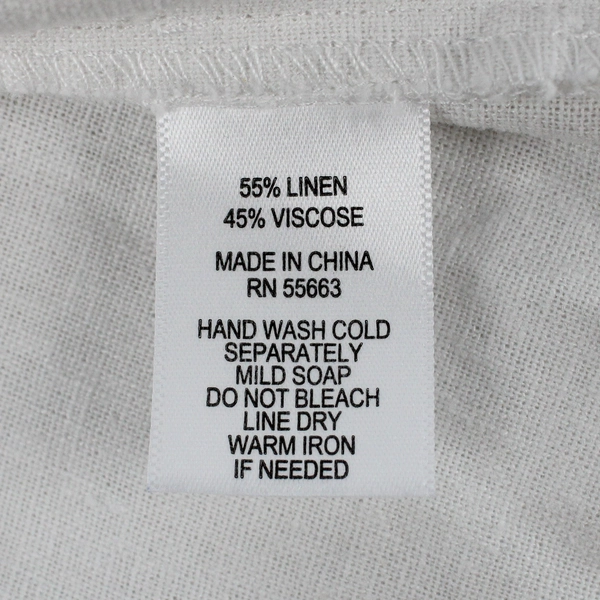 55% LINEN
45% VISCOSE
MADE IN CHINA
RN 55663
HAND WASH COLD
SEPARATELY
MILD SOAP
DO NOT BLEACH
LINE DRY
WARM IRON
IF NEEDED